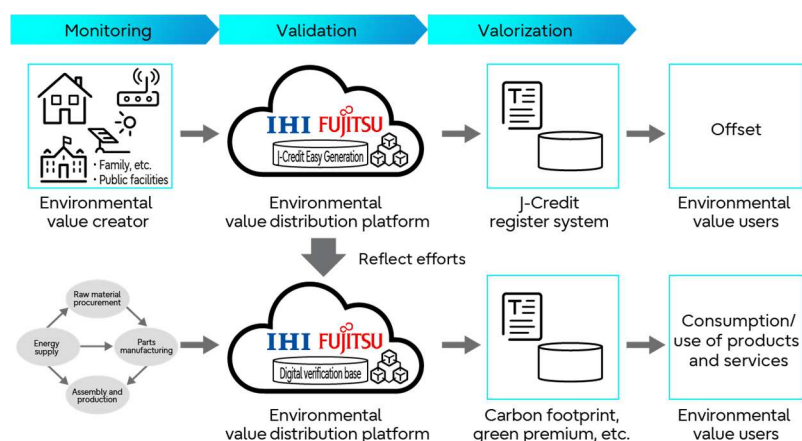 Monitoring
Validation
Valorization
· Family, etc.
· Public facilities
Environmental
value creator
IHI FUJITSU
J-Credit Easy Generation
Environmental
value distribution platform
T
J-Credit
register system
Offset
Environmental
value users
Reflect efforts
Raw material
procurement
Energy
supply
Parts
manufacturing
Assembly and
production
IHI FUJITSU
Digital verification base
Environmental
value distribution platform
T
Carbon footprint,
green premium, etc.
Consumption/
use of products
and services
Environmental
value users